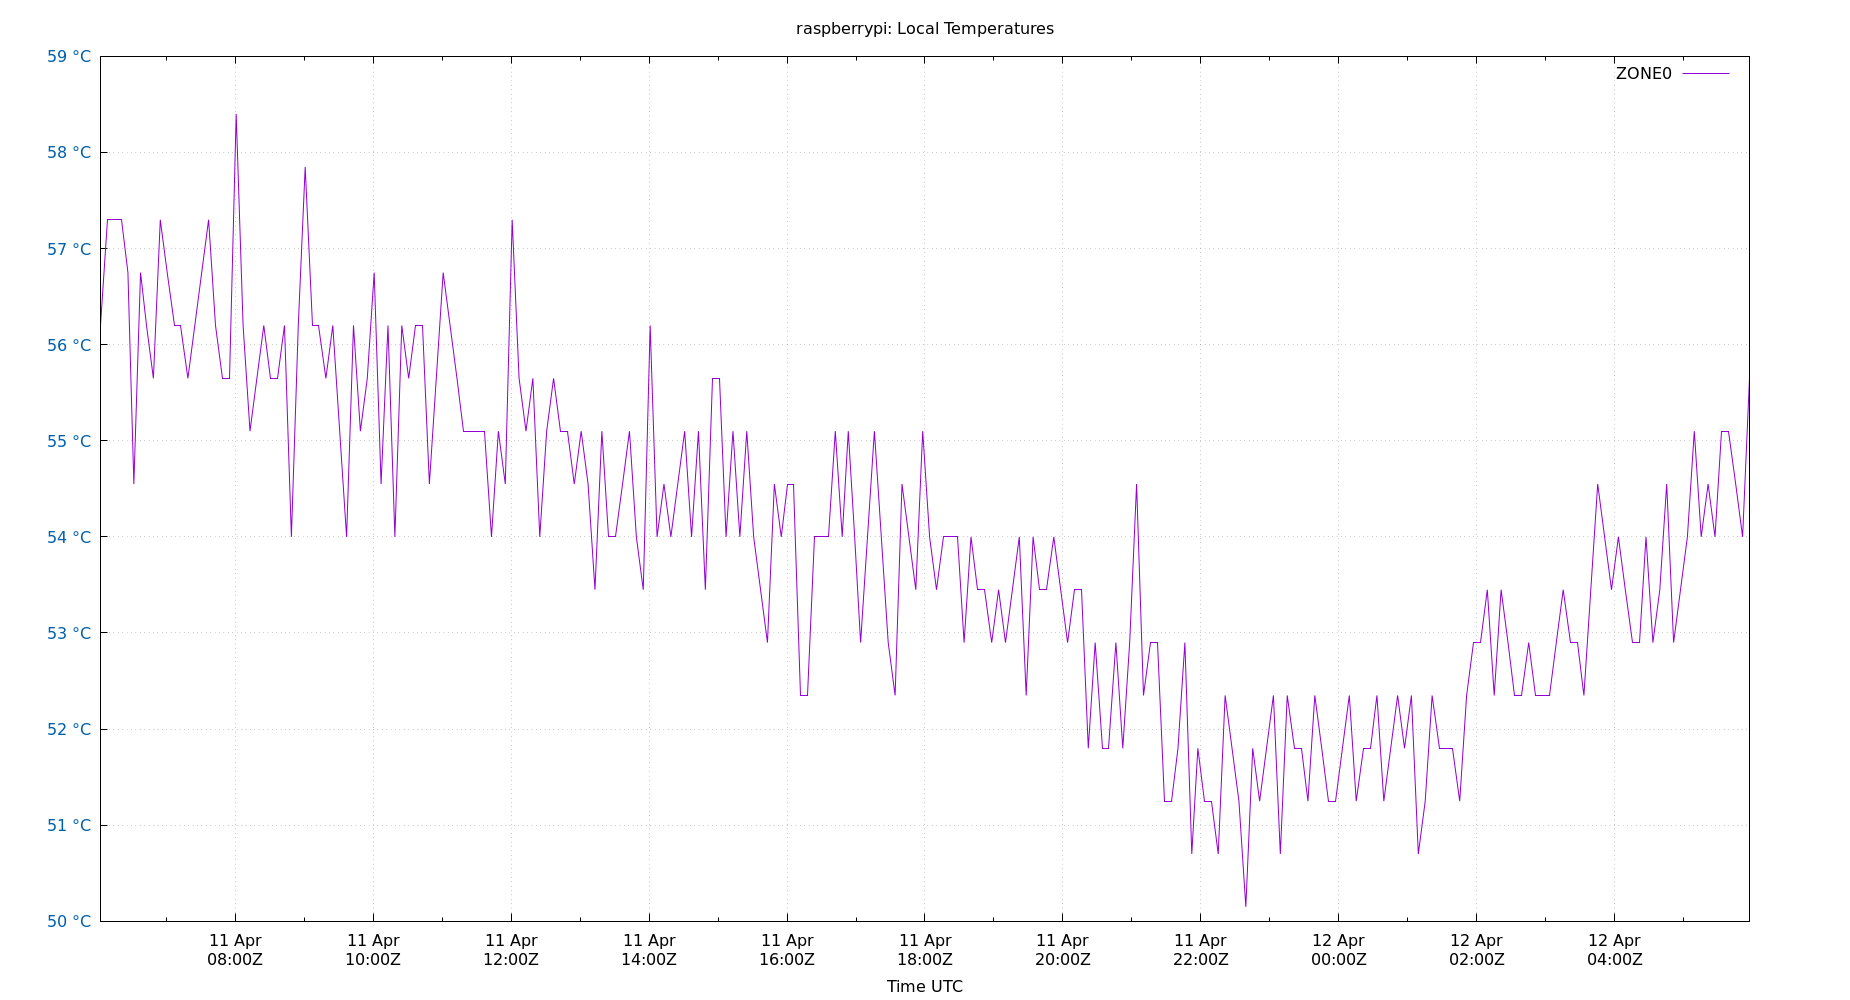 raspberrypi: Local Temperatures
59 °C
ZONE0
58 °C
57 °C
56 °C
55 °C
54 °C
53 °C
52 °C
51 °C
50 °C
11 Apr 11 Apr 11 Apr 11 Apr 11 Apr 11 Apr 11 Apr 11 Apr 12 Apr 12 Apr 12 Apr
08:00Z 10:00Z 12:00Z 14:00Z 16:00Z 18:00Z 20:00Z 22:00Z 00:00Z 02:00Z 04:00Z
Time UTC